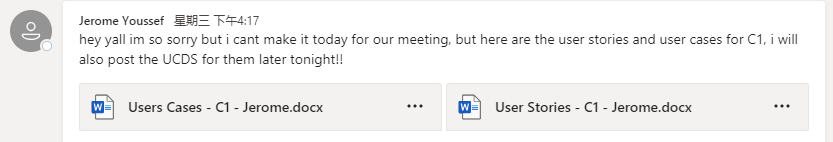 Jerome Youssef 星期三 下午4:17
hey yall im so sorry but i cant make it today for our meeting, but here are the user stories and user cases for C1, i will
also post the UCDS for them later tonight!!
Users Cases - C1 - Jerome.docx
User Stories - C1 - Jerome.docx